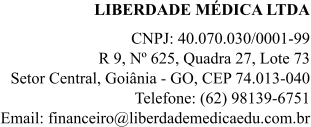 LIBERDADE MÉDICA LTDA
CNPJ: 40.070.030/0001-99
R 9, Nº 625, Quadra 27, Lote 73
Setor Central, Goiânia - GO, CEP 74.013-040
Telefone: (62) 98139-6751
Email: financeiro@liberdademedicaedu.com.br